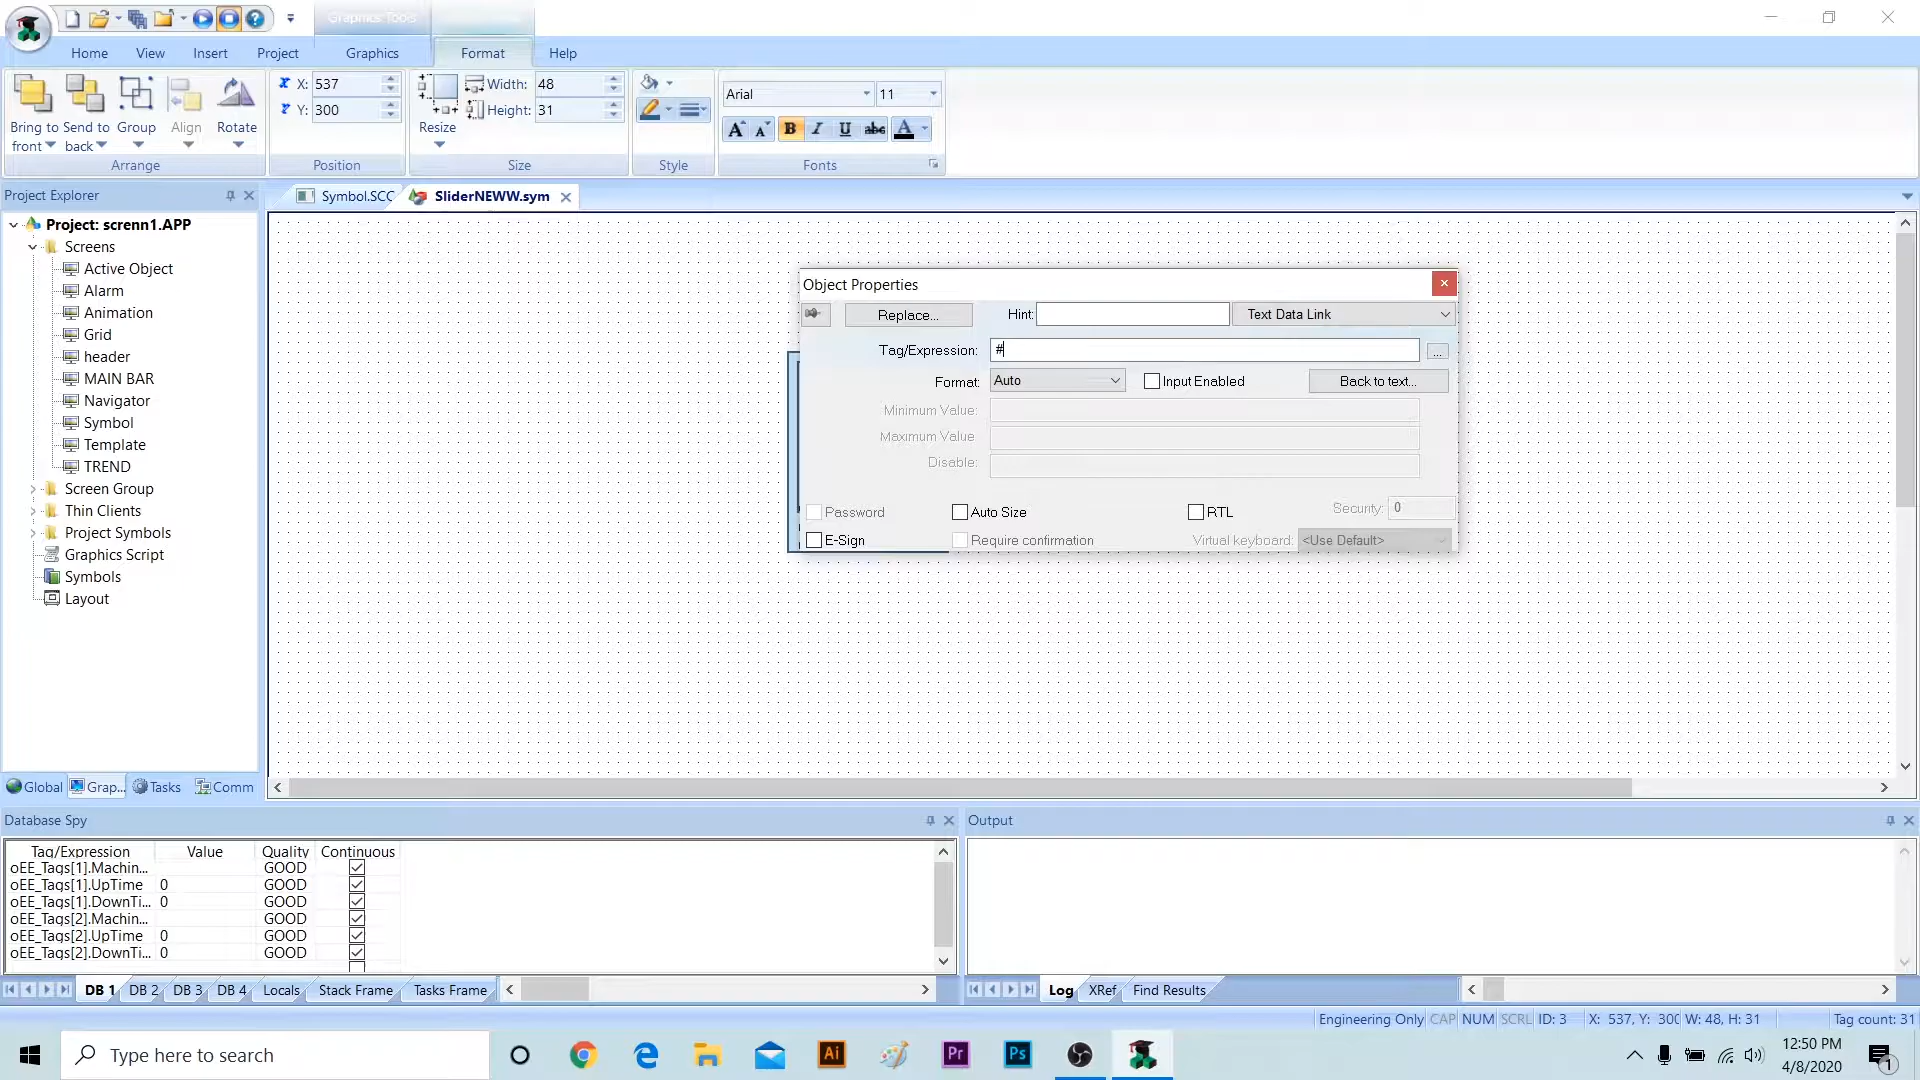 Graphics Tools
Home View Insert Project Graphics Format Help
Bring to front
Send to back
Group
Align
Rotate
Arrange
X: 537
Y: 300
Position
Resize
Width: 48
Height: 31
Size
Style
Arial 11
A A B I U abc A
Fonts
Project Explorer
Symbol.SCC SliderNEWW.sym
Project: screnn1.APP
Screens
Active Object
Alarm
Animation
Grid
header
MAIN BAR
Navigator
Symbol
Template
TREND
Screen Group
Thin Clients
Project Symbols
Graphics Script
Symbols
Layout
Global Grap... Tasks Comm
Object Properties
Replace... Hint: Text Data Link
Tag/Expression: # ...
Format: Auto Input Enabled Back to text...
Minimum Value:
Maximum Value:
Disable:
Password Auto Size RTL Security: 0
E-Sign Require confirmation Virtual keyboard: <Use Default>
Database Spy
Tag/Expression Value Quality Continuous
oEE_Tags[1].Machin... GOOD
oEE_Tags[1].UpTime 0 GOOD
oEE_Tags[1].DownTi... 0 GOOD
oEE_Tags[2].Machin... GOOD
oEE_Tags[2].UpTime 0 GOOD
oEE_Tags[2].DownTi... 0 GOOD
DB 1 DB 2 DB 3 DB 4 Locals Stack Frame Tasks Frame
Output
Log XRef Find Results
Engineering Only CAP NUM SCRL ID: 3 X: 537, Y: 300 W: 48, H: 31 Tag count: 31
Type here to search
Ai
Pr
Ps
12:50 PM
4/8/2020
1